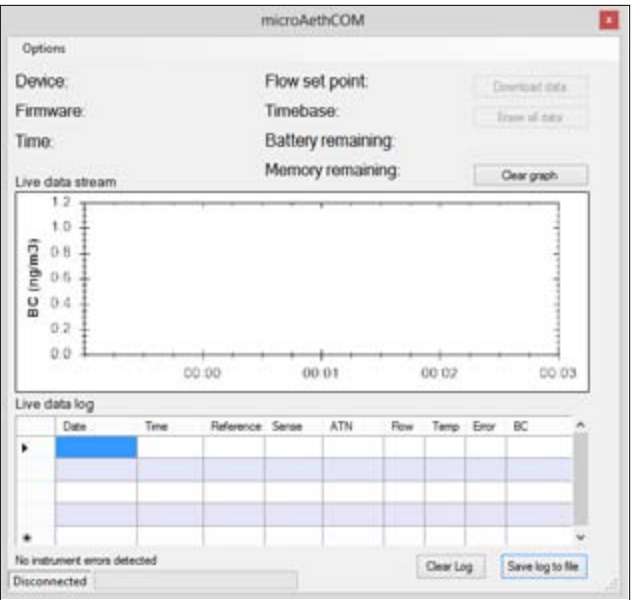 microAethCOM
x
Options
Device: Flow set point: Download data
Firmware: Timebase: Erase all data
Time: Battery remaining:
Memory remaining: Clear graph
Live data stream
BC (ng/m3)
1.2
1.0
0.8
0.6
0.4
0.2
0.0
00:00 00:01 00:02 00:03
Live data log
Date Time Reference Sense ATN Flow Temp Error BC
No instrument errors detected
Clear Log Save log to file
Disconnected